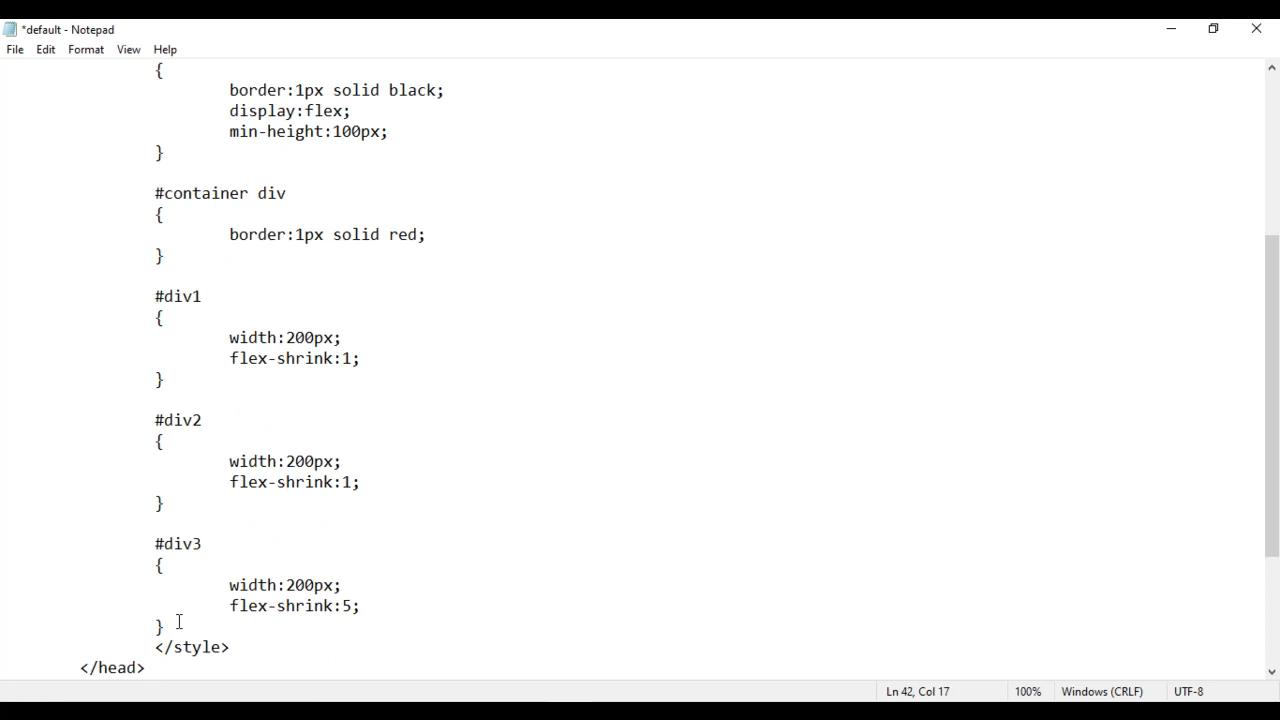 *default - Notepad
File Edit Format View Help
{
border:1px solid black;
display:flex;
min-height:100px;
}
#container div
{
border:1px solid red;
}
#div1
{
width:200px;
flex-shrink:1;
}
#div2
{
width:200px;
flex-shrink:1;
}
#div3
{
width:200px;
flex-shrink:5;
}
</style>
</head>
Ln 42, Col 17 100% Windows (CRLF) UTF-8